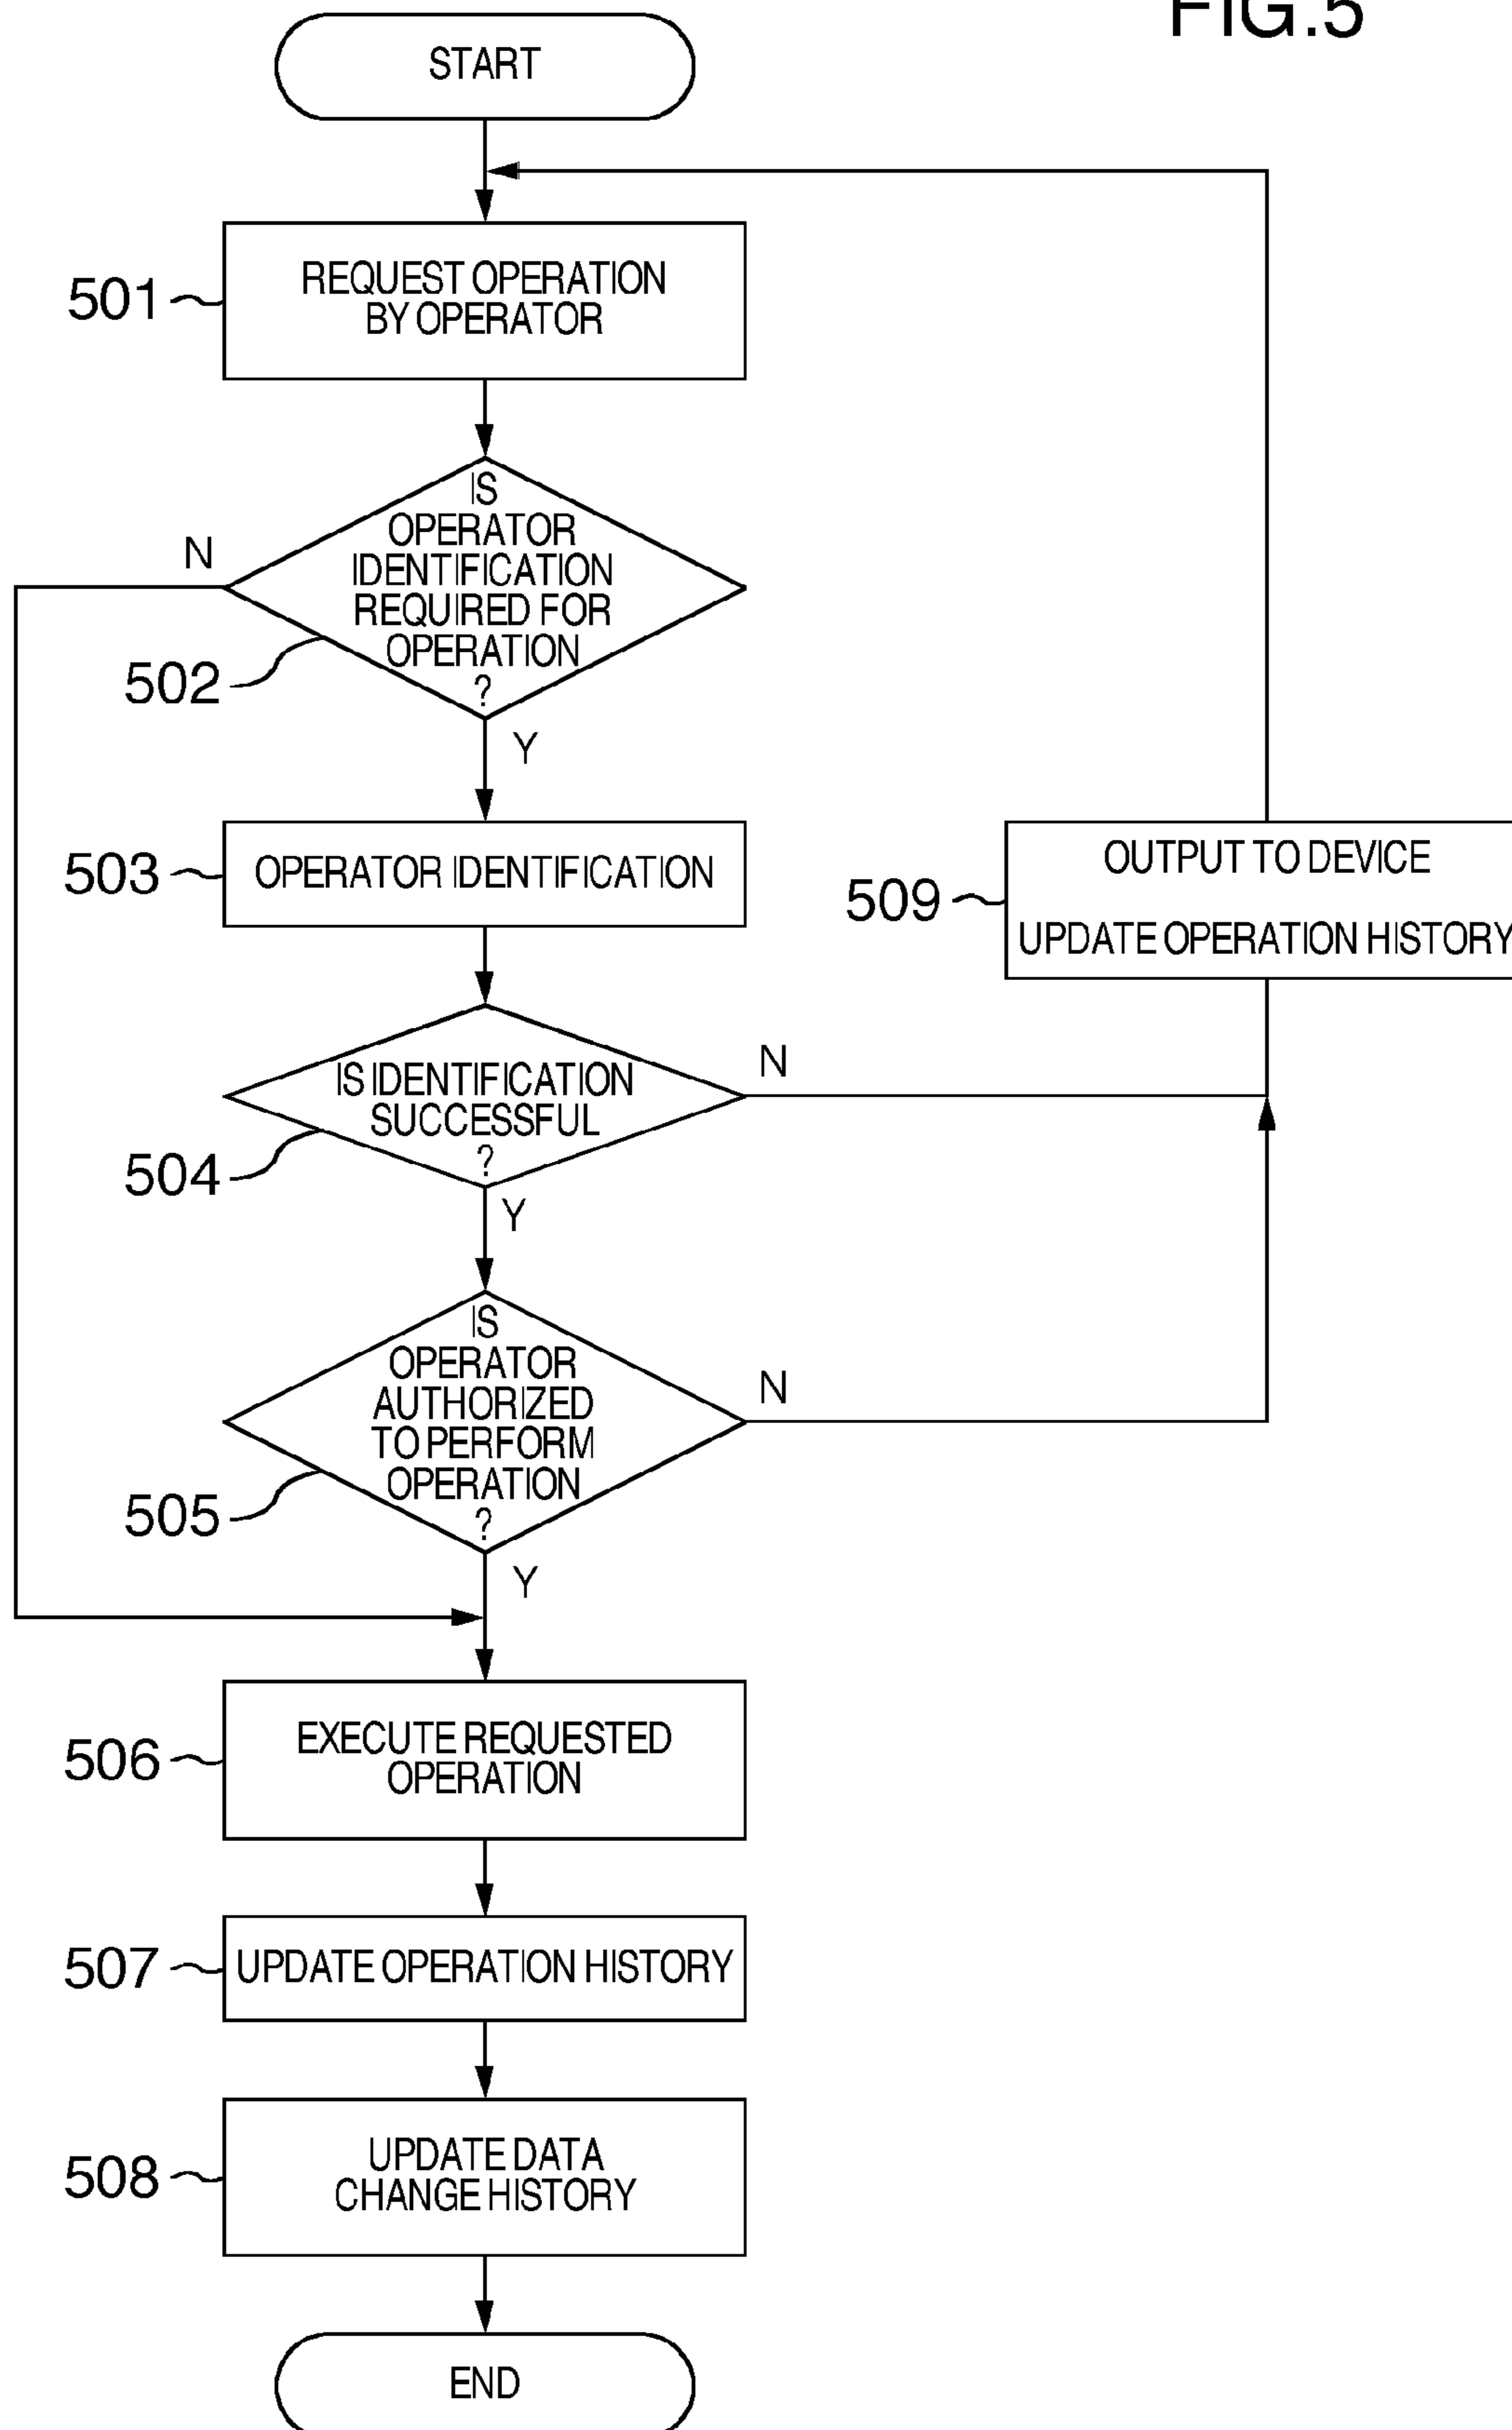 FIG.5
START
501
REQUEST OPERATION
BY OPERATOR
IS
OPERATOR
IDENTIFICATION
REQUIRED FOR
OPERATION
?
N
502
Y
503
OPERATOR IDENTIFICATION
509
OUTPUT TO DEVICE
UPDATE OPERATION HISTORY
IS IDENTIFICATION
SUCCESSFUL
?
N
504
Y
IS
OPERATOR
AUTHORIZED
TO PERFORM
OPERATION
?
N
505
Y
506
EXECUTE REQUESTED
OPERATION
507
UPDATE OPERATION HISTORY
508
UPDATE DATA
CHANGE HISTORY
END